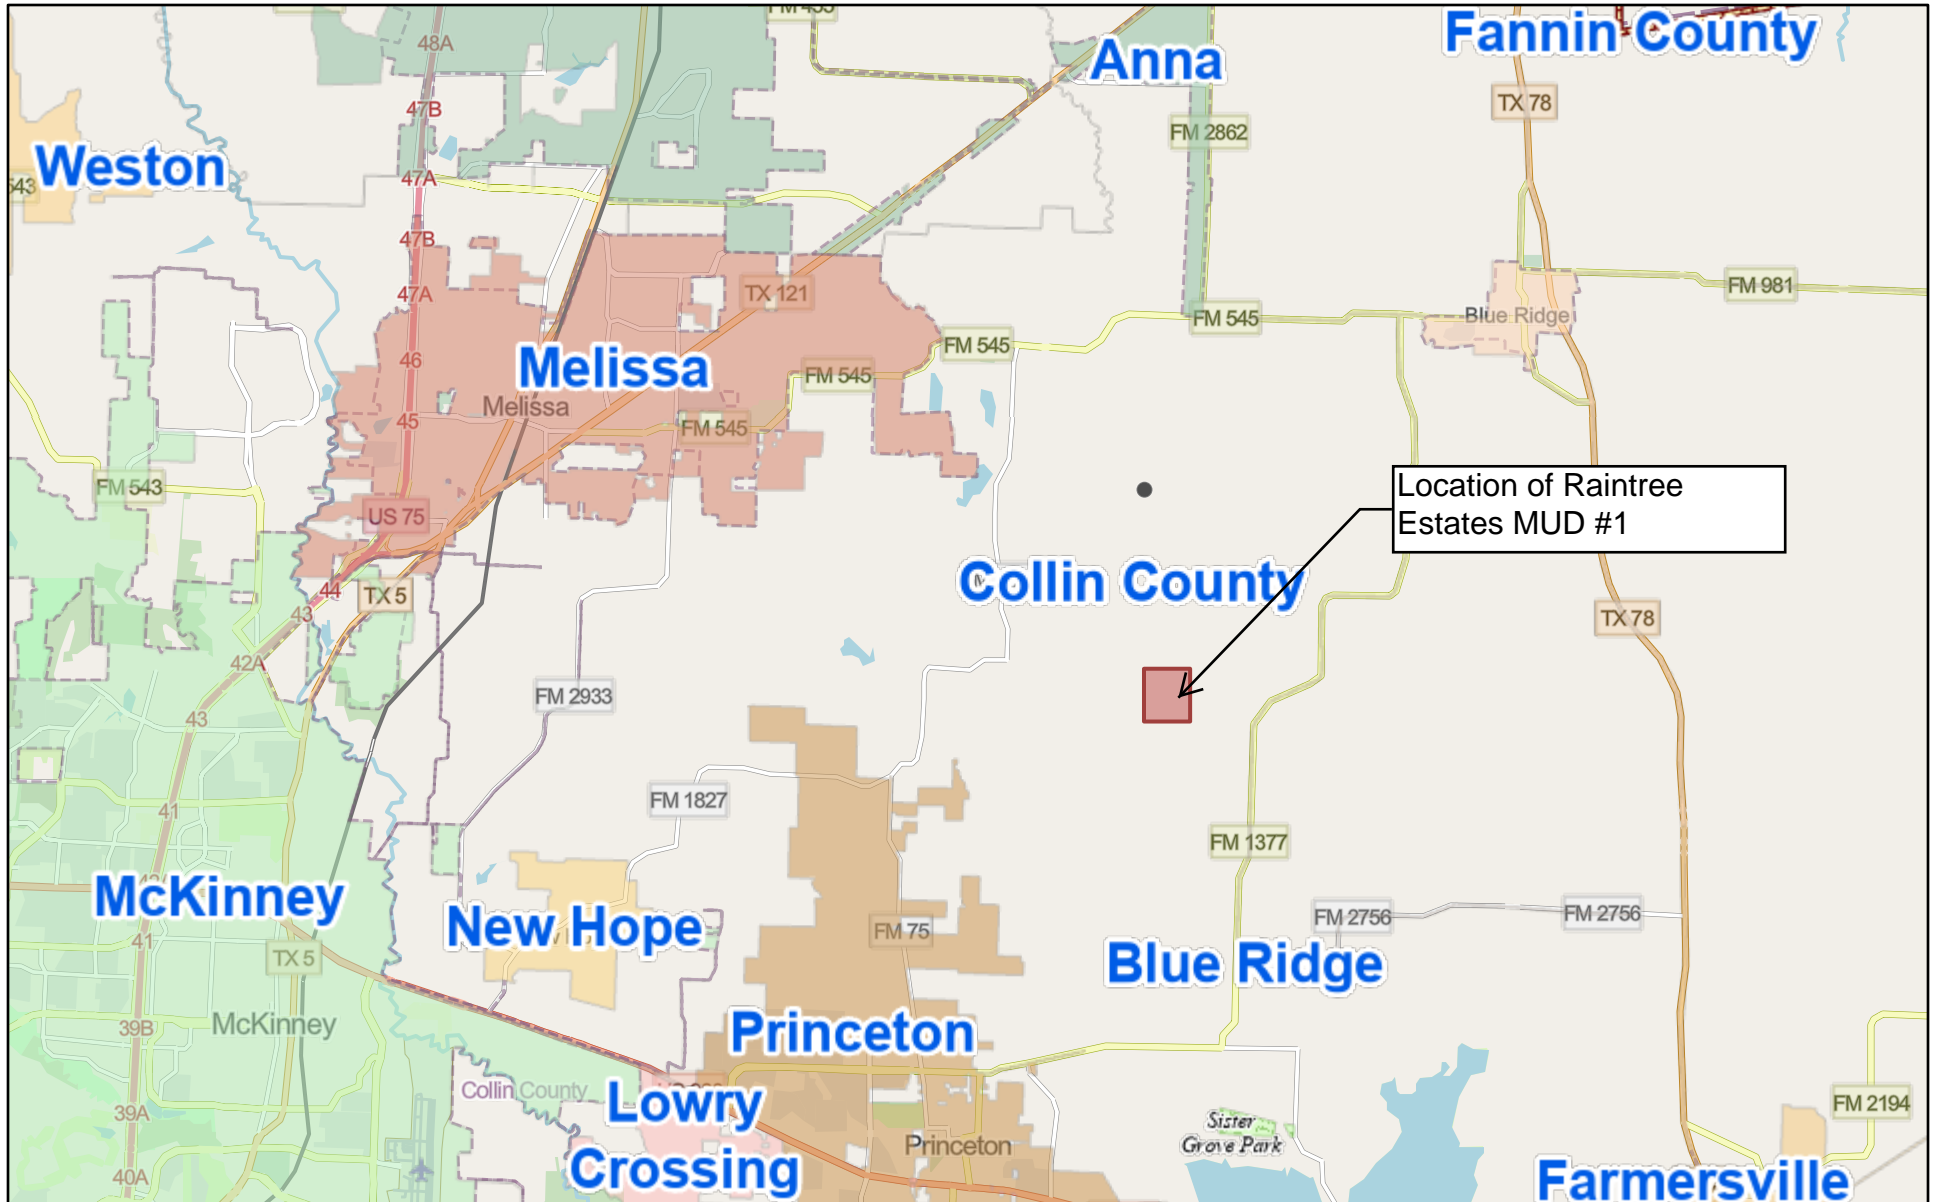 FM 455
Fannin County
48A
Anna
TX 78
47B
FM 2862
Weston
543
47A
47B
FM 981
47A
TX 121
Blue Ridge
FM 545
FM 545
46
Melissa
FM 545
Melissa
45
FM 545
FM 543
Location of Raintree
Estates MUD #1
US 75
Collin County
44
TX 5
43
TX 78
42A
FM 2933
43
FM 1827
41
FM 1377
McKinney
FM 2756
FM 2756
New Hope
FM 75
41
TX 5
Blue Ridge
McKinney
39B
Princeton
Collin County
Lowry
Crossing
39A
FM 2194
Sister
Grove Park
Princeton
40A
Farmersville